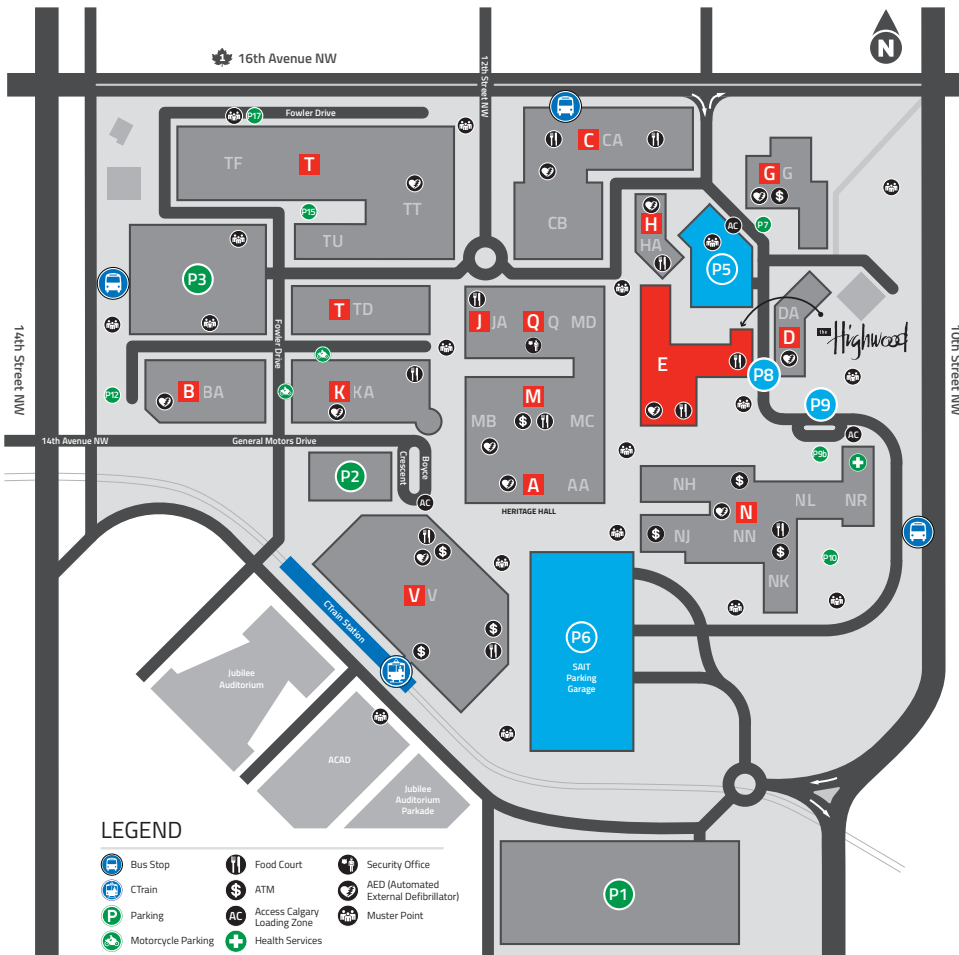 1 16th Avenue NW
N
12th Street NW
P17 Fowler Drive
TF T TT
P15
TU
C CA
CB
G G
P7
AC
H
HA
P5
P3
T TD
J JA Q Q MD
DA
D
the Highwood
E
P8
P9
14th Street NW
10th Street NW
Fowler Drive
P12
B BA
K KA
M
MB MC
AC
P9b
14th Avenue NW General Motors Drive
Boyce
Crescent
P2
AC
A AA
HERITAGE HALL
NH NL NR
N
NJ NN
NK
P10
V V
CTrain Station
P6
SAIT
Parking
Garage
Jubilee
Auditorium
ACAD
Jubilee
Auditorium
Parkade
P1
LEGEND
Bus Stop
CTrain
P Parking
Motorcycle Parking
Food Court
$ ATM
AC Access Calgary
Loading Zone
Health Services
Security Office
AED (Automated
External Defibrillator)
Muster Point